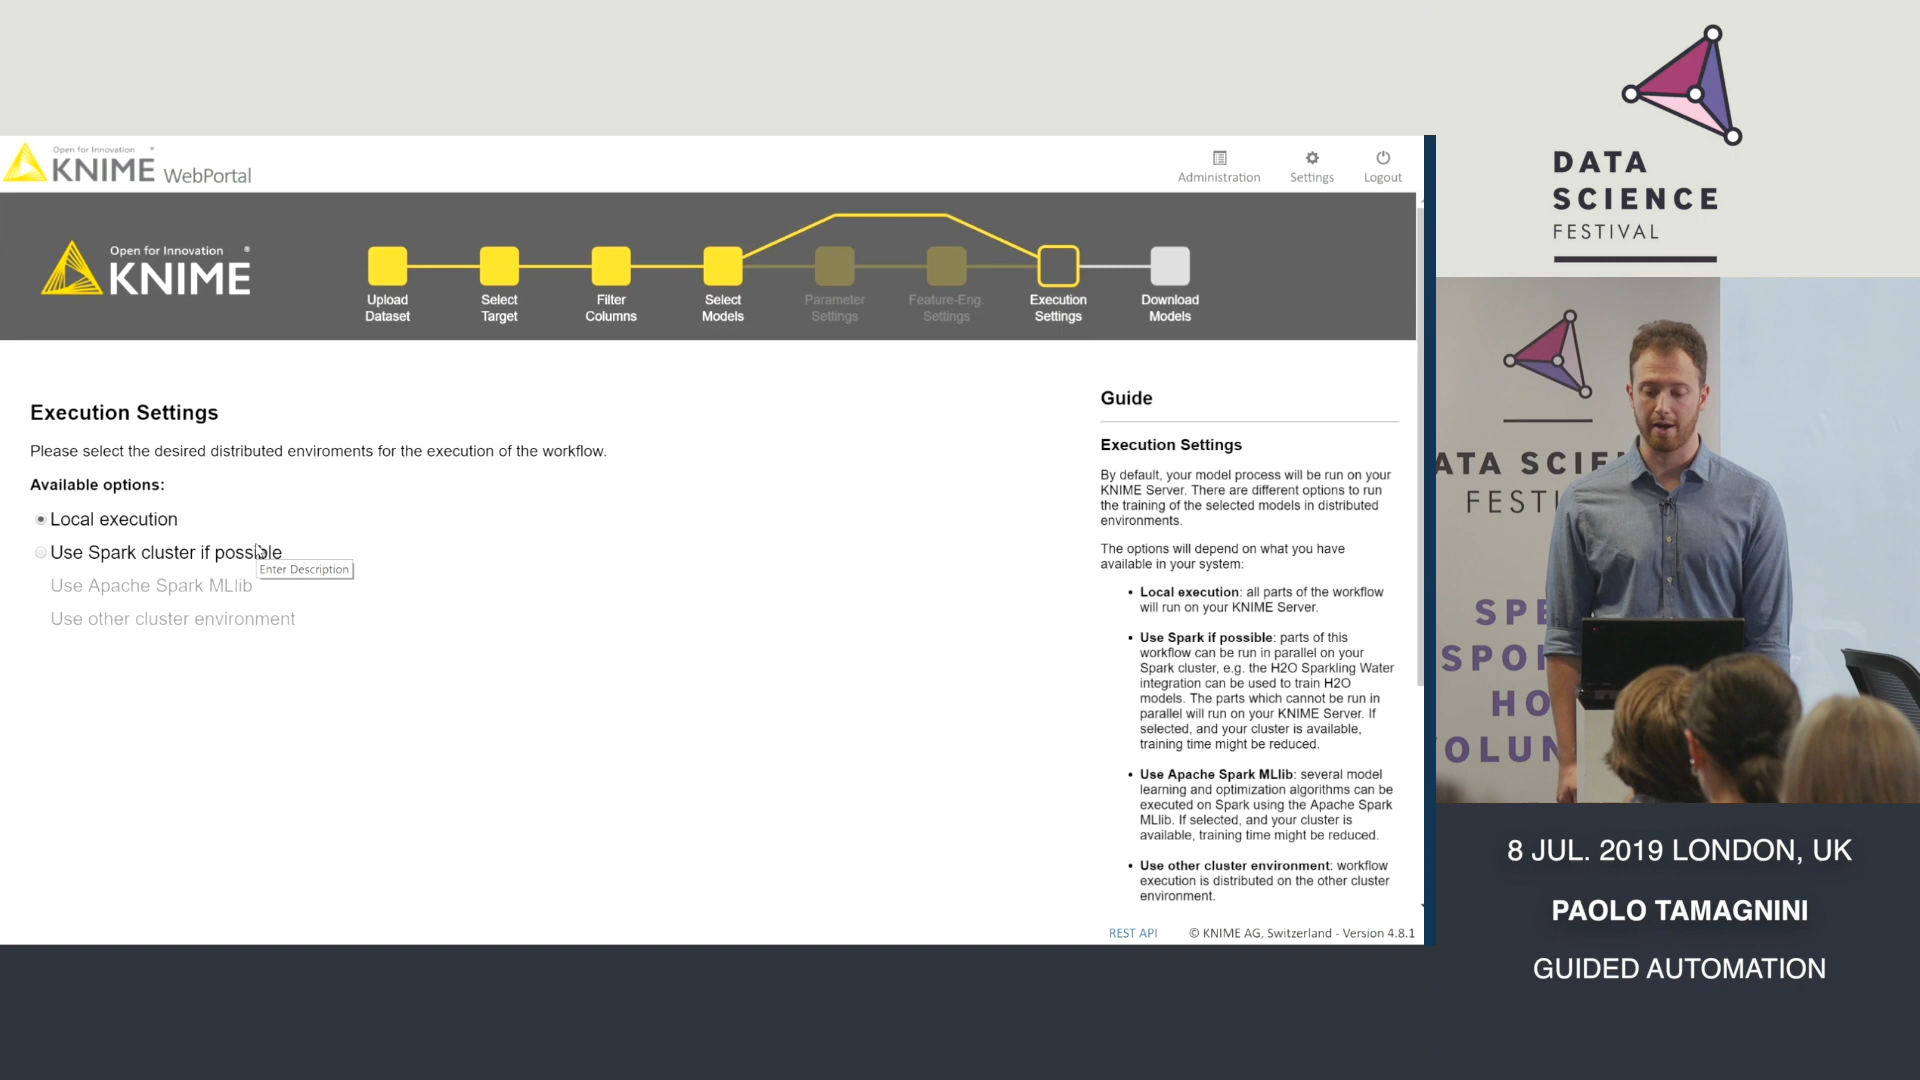 Open for Innovation
KNIME WebPortal
Administration
Settings
Logout
Open for Innovation
KNIME
Upload
Dataset
Select
Target
Filter
Columns
Select
Models
Parameter
Settings
Feature-Eng.
Settings
Execution
Settings
Download
Models
Execution Settings
Please select the desired distributed enviroments for the execution of the workflow.
Available options:
Local execution
Use Spark cluster if possible
Enter Description
Use Apache Spark MLlib
Use other cluster environment
Guide
Execution Settings
By default, your model process will be run on your
KNIME Server. There are different options to run
the training of the selected models in distributed
environments.
The options will depend on what you have
available in your system:
• Local execution: all parts of the workflow
will run on your KNIME Server.
• Use Spark if possible: parts of this
workflow can be run in parallel on your
Spark cluster, e.g. the H2O Sparkling Water
integration can be used to train H2O
models. The parts which cannot be run in
parallel will run on your KNIME Server. If
selected, and your cluster is available,
training time might be reduced.
• Use Apache Spark MLlib: several model
learning and optimization algorithms can be
executed on Spark using the Apache Spark
MLlib. If selected, and your cluster is
available, training time might be reduced.
• Use other cluster environment: workflow
execution is distributed on the other cluster
environment.
REST API
© KNIME AG, Switzerland - Version 4.8.1
DATA
SCIENCE
FESTIVAL
ATA SCIE
FESTI
SPE
SPO
HO
OLUN
8 JUL. 2019 LONDON, UK
PAOLO TAMAGNINI
GUIDED AUTOMATION